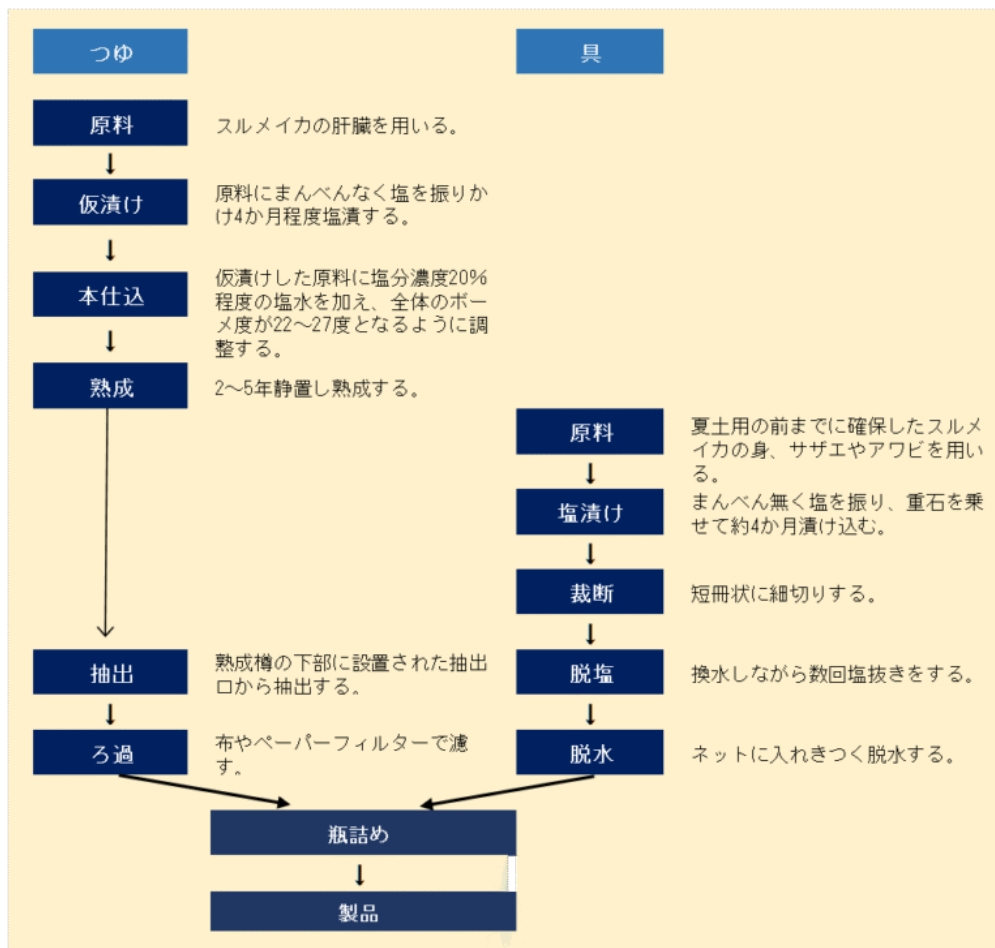 つゆ
原料
スルメイカの肝臓を用いる。
仮漬け
原料にまんべんなく塩を振りか
け4か月程度塩漬する。
本仕込
仮漬けした原料に塩分濃度20%
程度の塩水を加え、全体のボー
メ度が22～27度となるように調
整する。
熟成
2～5年静置し熟成する。
抽出
熟成樽の下部に設置された抽出
口から抽出する。
ろ過
布やペーパーフィルターで濾
す。
具
原料
夏土用の前までに確保したスルメ
イカの身、サザエやアワビを用い
る。
塩漬け
まんべん無く塩を振り、重石を乗
せて約4か月漬け込む。
裁断
短冊状に細切りする。
脱塩
換水しながら数回塩抜きをする。
脱水
ネットに入れきつく脱水する。
瓶詰め
製品